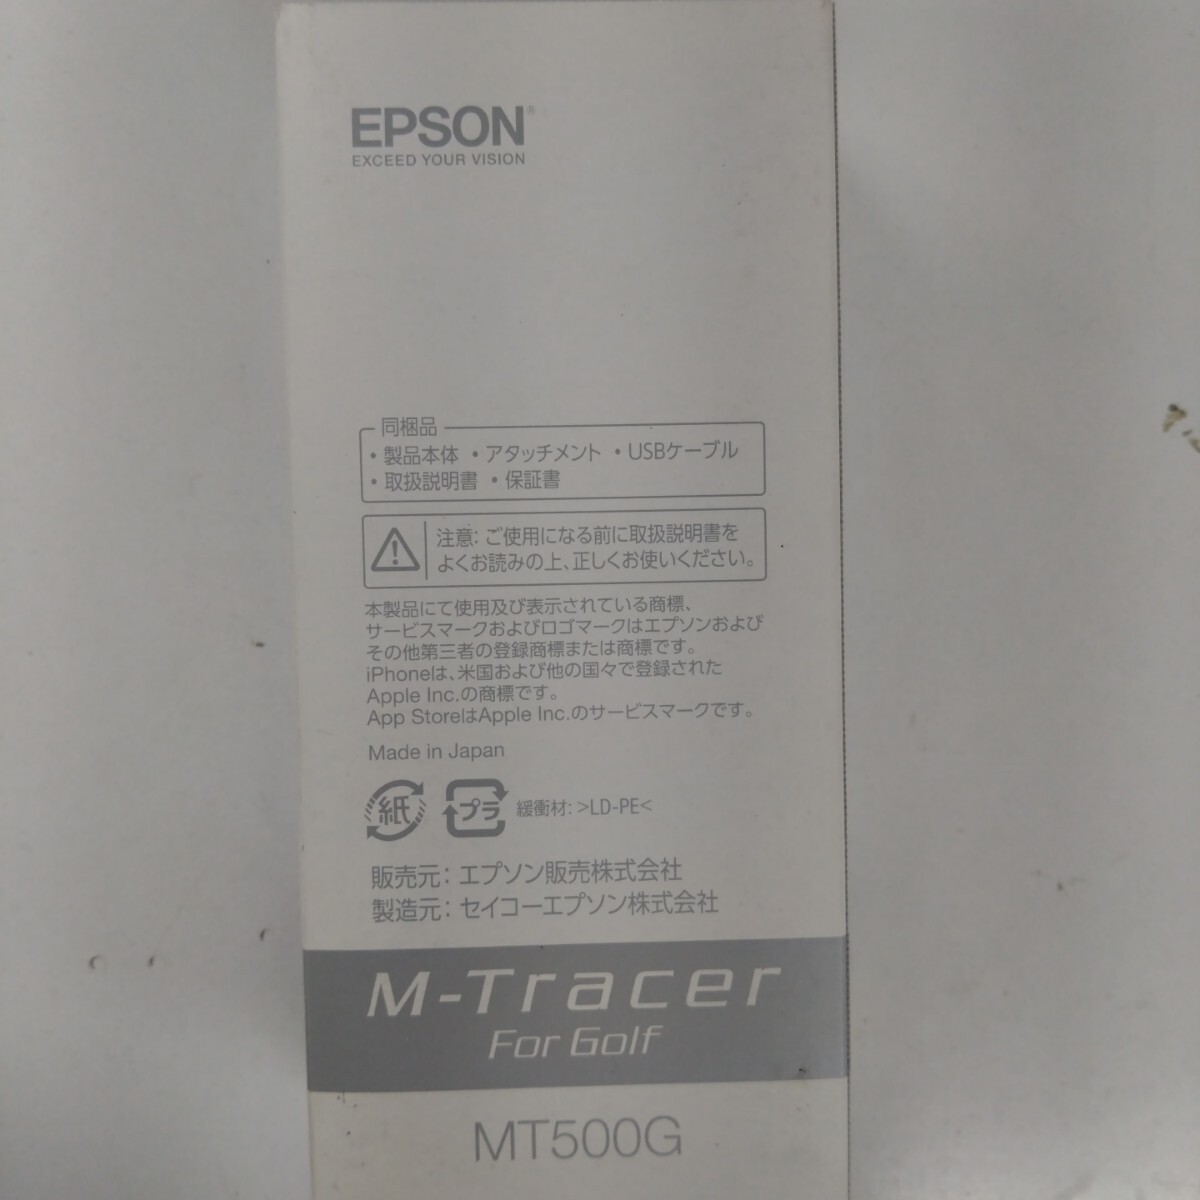 EPSON®
EXCEED YOUR VISION
同梱品
・製品本体 ・アタッチメント ・USBケーブル
・取扱説明書 ・保証書
注意: ご使用になる前に取扱説明書を
よくお読みの上、正しくお使いください。
本製品にて使用及び表示されている商標、
サービスマークおよびロゴマークはエプソンおよび
その他第三者の登録商標または商標です。
iPhoneは、米国および他の国々で登録された
Apple Inc.の商標です。
App StoreはApple Inc.のサービスマークです。
Made in Japan
紙 プラ 緩衝材: >LD-PE<
販売元: エプソン販売株式会社
製造元: セイコーエプソン株式会社
M-Tracer
For Golf
MT500G